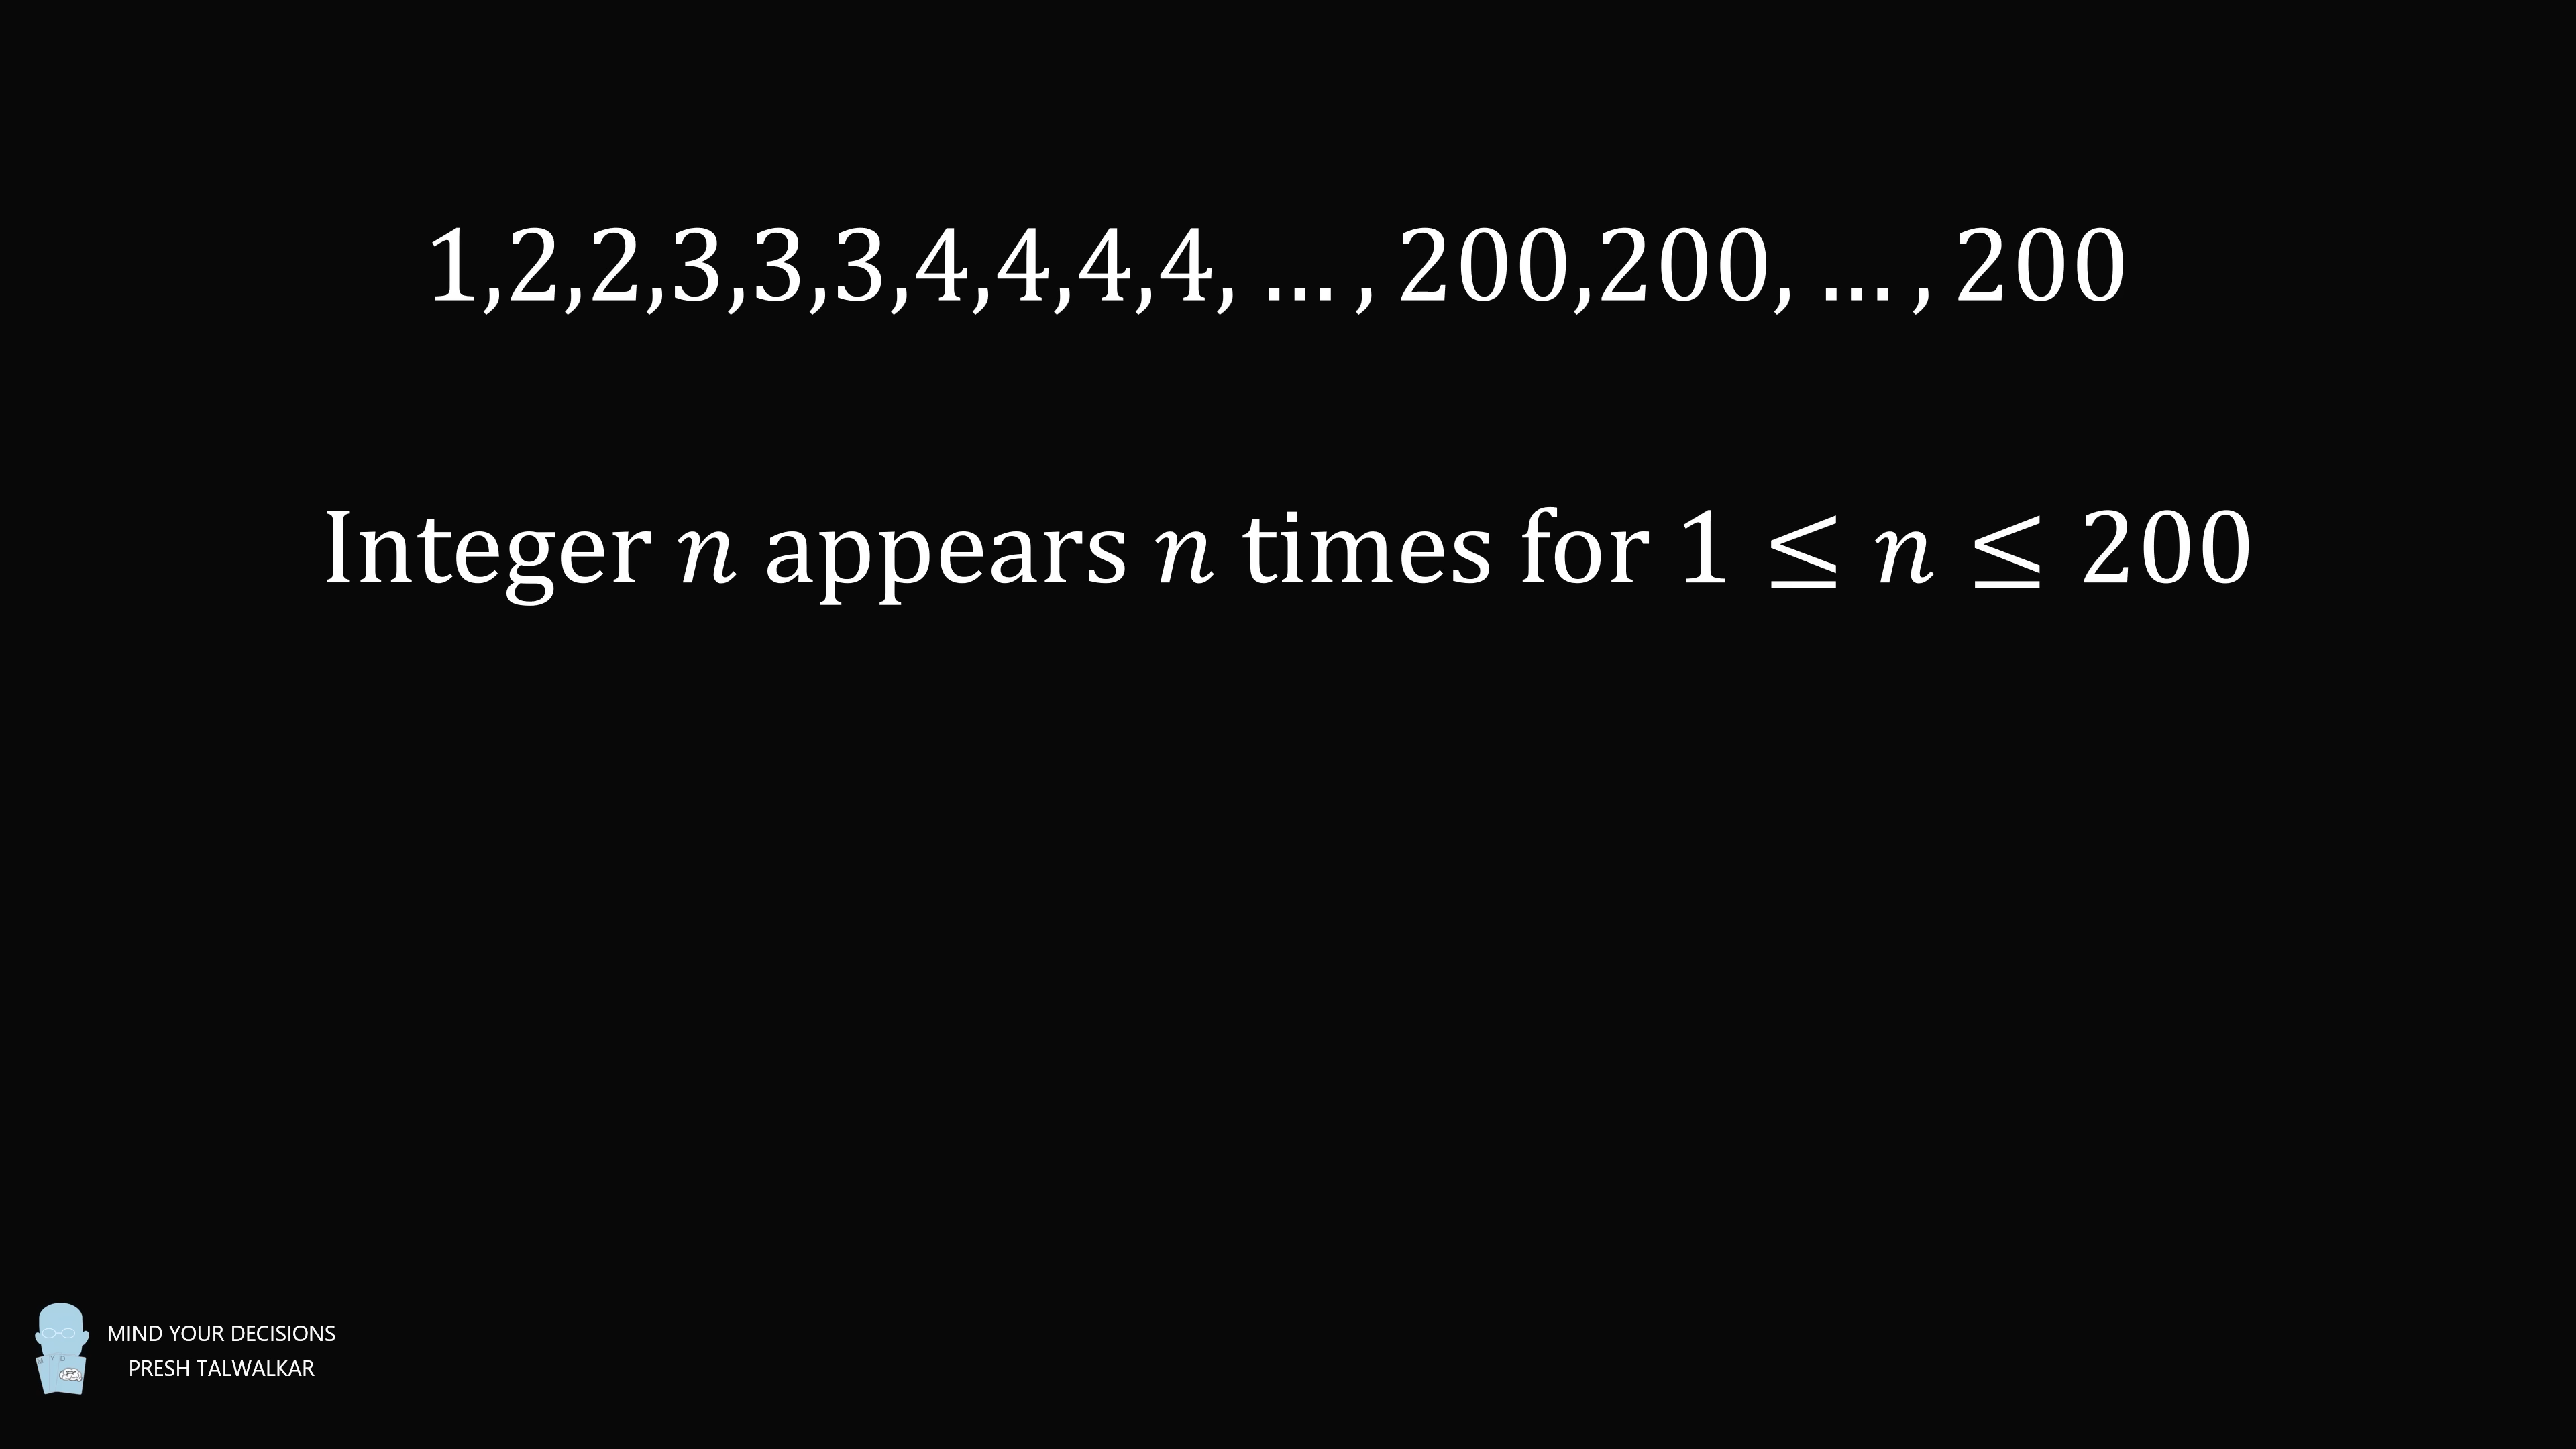 1,2,2,3,3,3,4,4,4,4, … , 200,200, … , 200
Integer n appears n times for 1 ≤ n ≤ 200
MIND YOUR DECISIONS
PRESH TALWALKAR